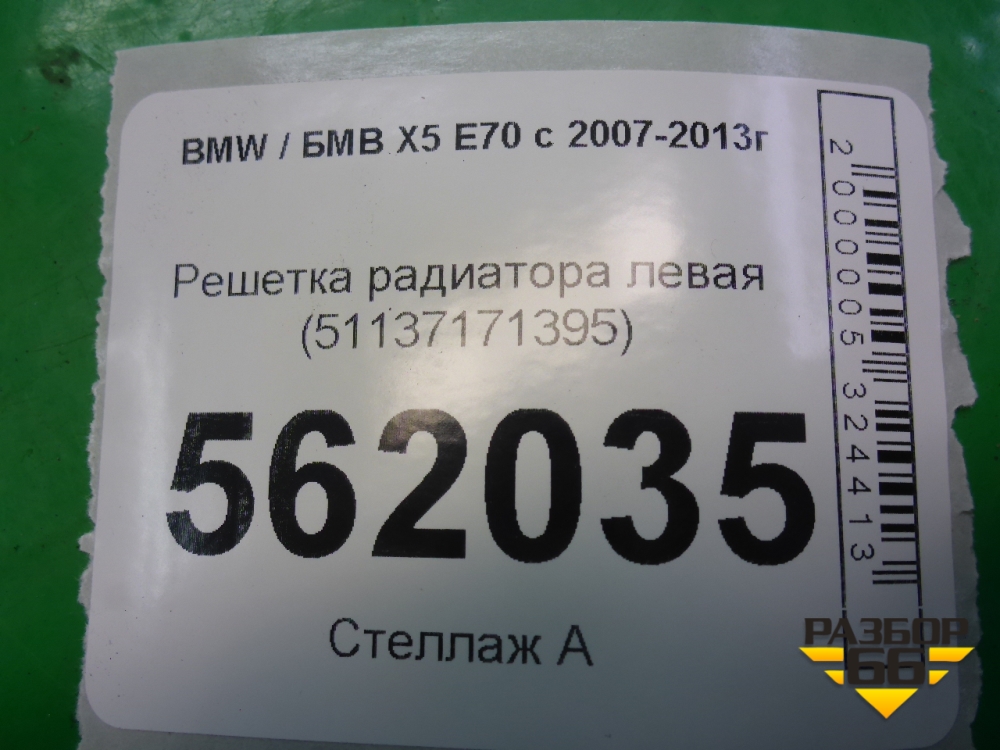 BMW / БМВ X5 E70 с 2007-2013г
Решетка радиатора левая
(51137171395)
562035
Стеллаж А
2000005324413
РАЗБОР
66